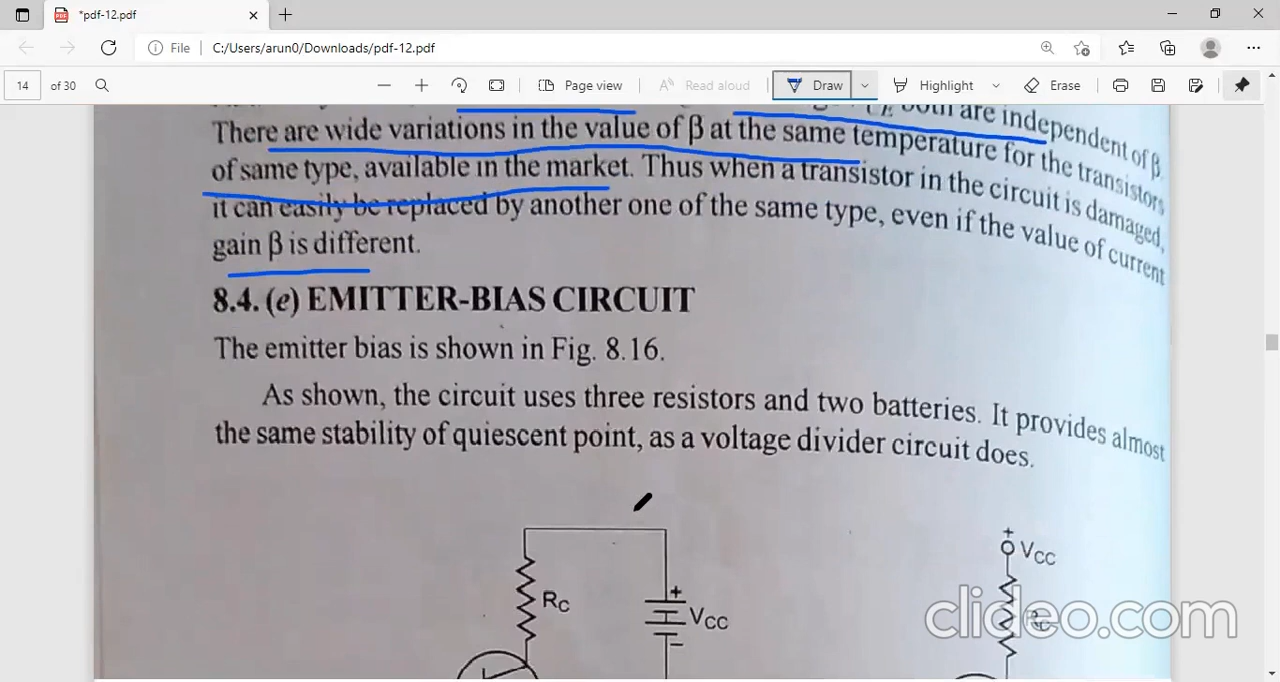 *pdf-12.pdf
File C:/Users/arun0/Downloads/pdf-12.pdf
14 of 30 Page view Read aloud Draw Highlight Erase
both are independent of β.
There are wide variations in the value of β at the same temperature for the transistors
of same type, available in the market. Thus when a transistor in the circuit is damaged,
it can easily be replaced by another one of the same type, even if the value of current
gain β is different.
8.4. (e) EMITTER-BIAS CIRCUIT
The emitter bias is shown in Fig. 8.16.
As shown, the circuit uses three resistors and two batteries. It provides almost
the same stability of quiescent point, as a voltage divider circuit does.
+
VCC
RC
+
VCC
−
clideo.com